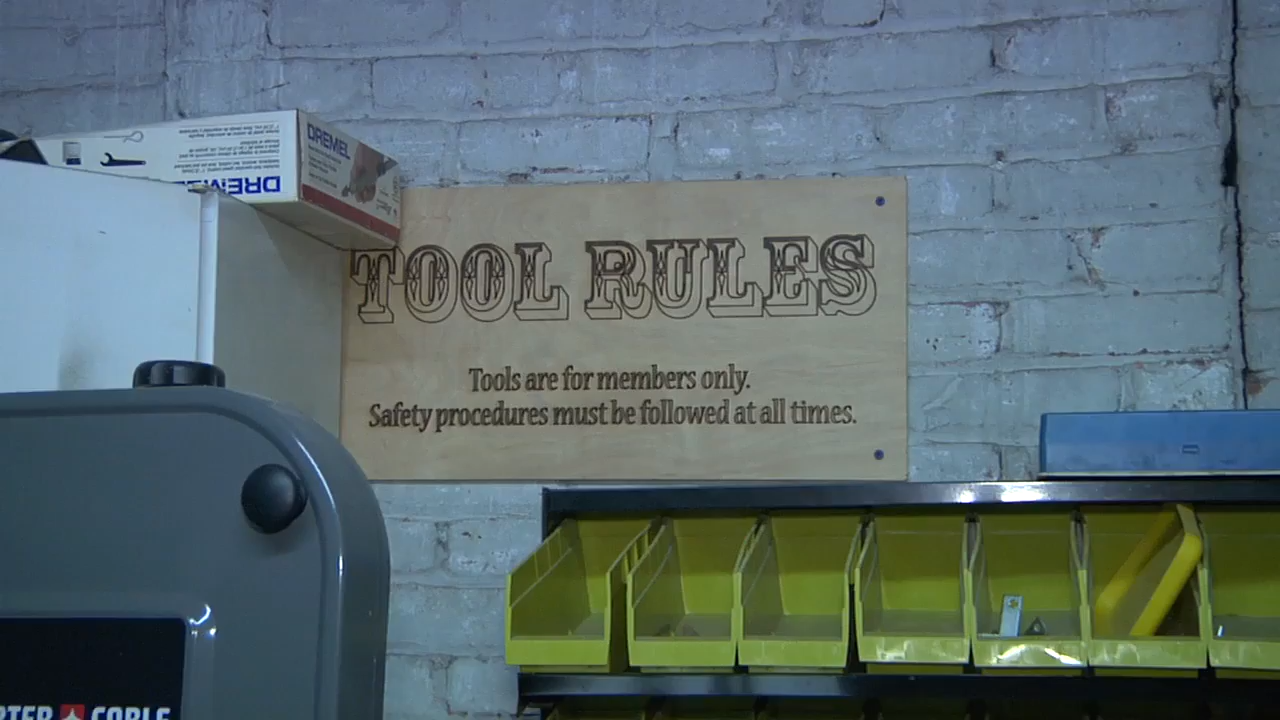 DREMEL
DREMEL
TOOL RULES
Tools are for members only.
Safety procedures must be followed at all times.
RTER CABLE